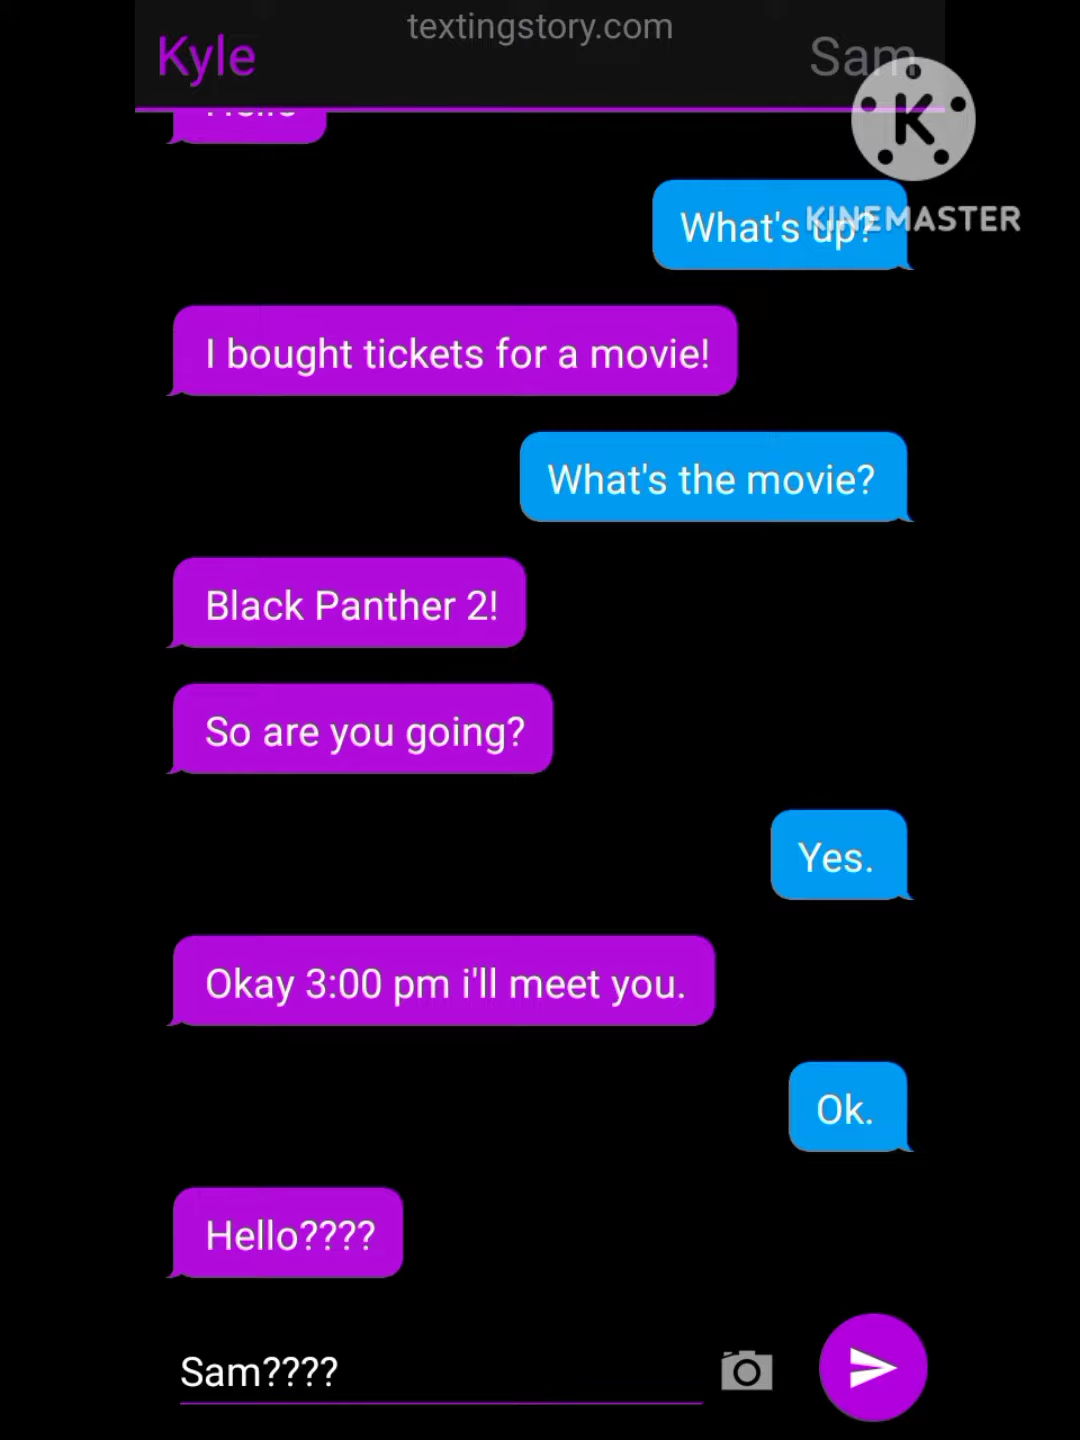 textingstory.com
Kyle
Sam
Hello
What's up?
KINEMASTER
I bought tickets for a movie!
What's the movie?
Black Panther 2!
So are you going?
Yes.
Okay 3:00 pm i'll meet you.
Ok.
Hello????
Sam????